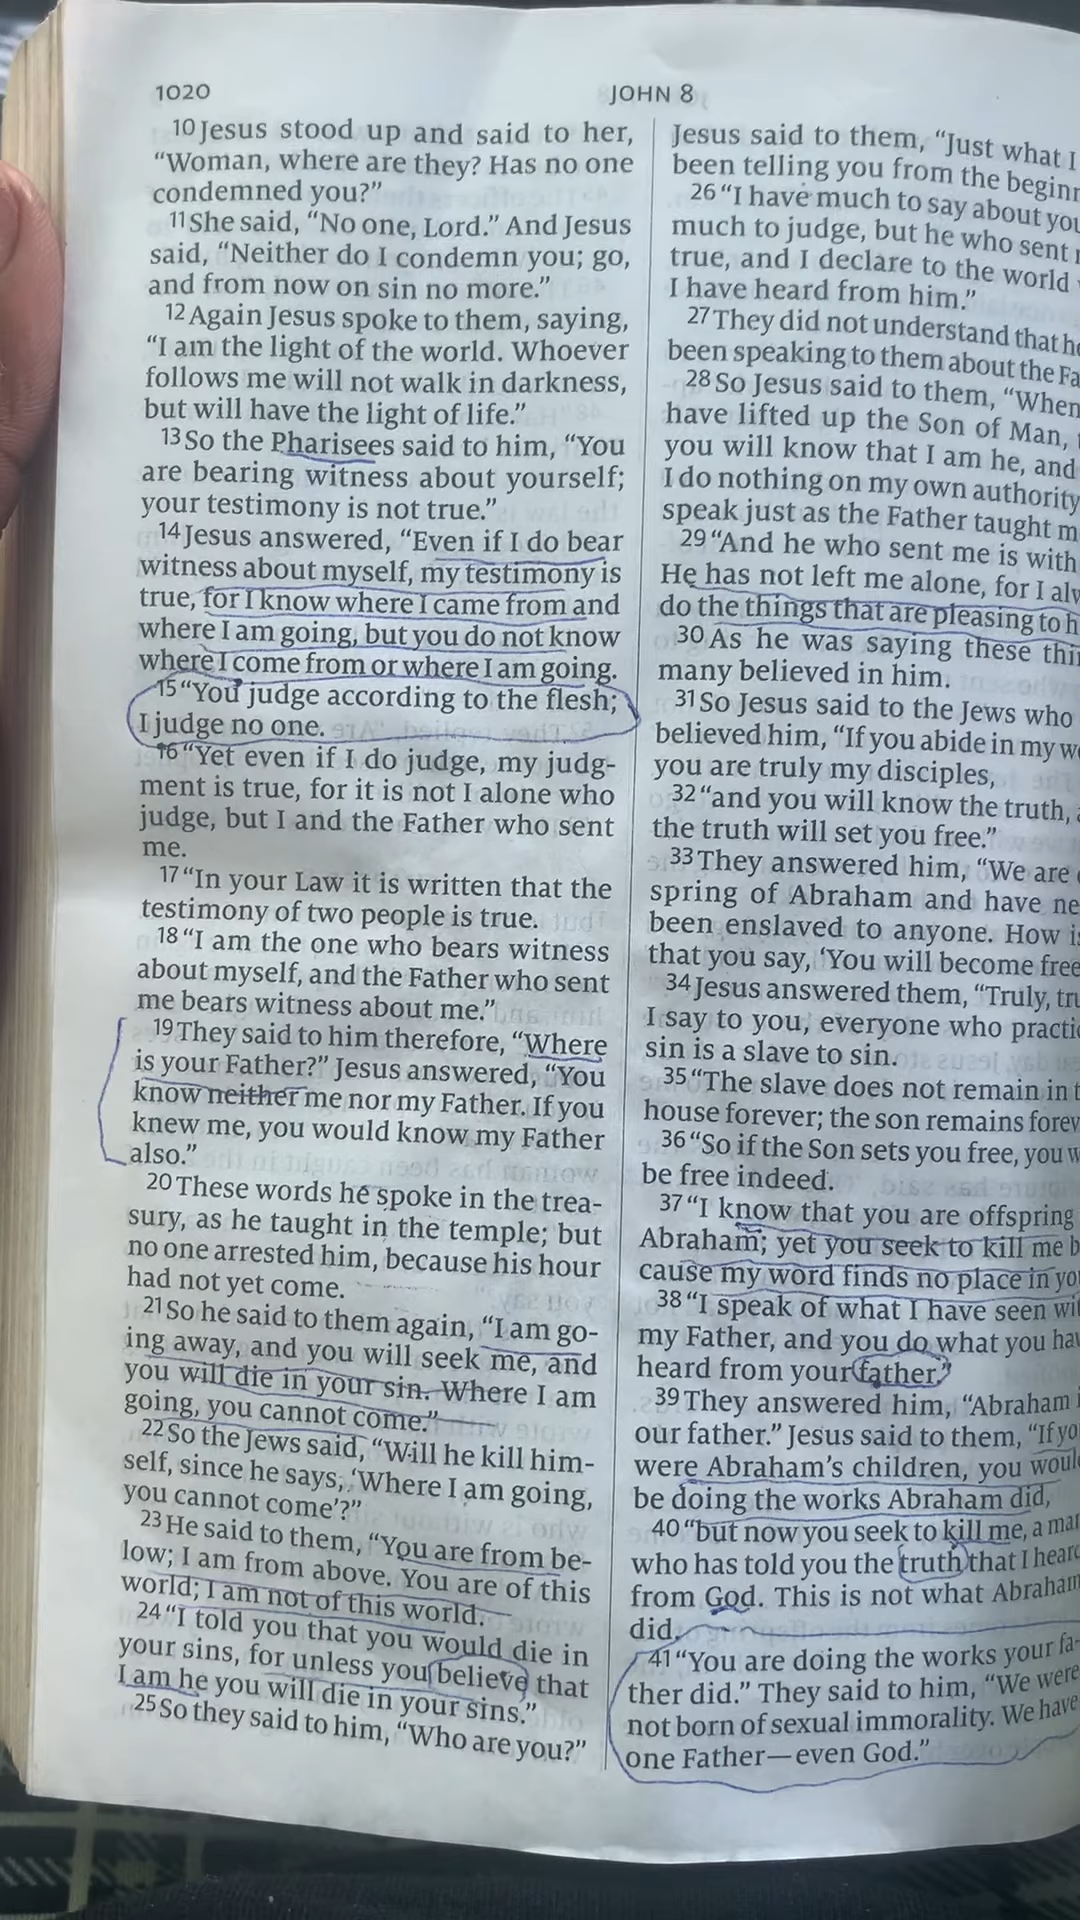 1020
JOHN 8
10 Jesus stood up and said to her,
“Woman, where are they? Has no one
condemned you?”
11 She said, “No one, Lord.” And Jesus
said, “Neither do I condemn you; go,
and from now on sin no more.”
12 Again Jesus spoke to them, saying,
“I am the light of the world. Whoever
follows me will not walk in darkness,
but will have the light of life.”
13 So the Pharisees said to him, “You
are bearing witness about yourself;
your testimony is not true.”
14 Jesus answered, “Even if I do bear
witness about myself, my testimony is
true, for I know where I came from and
where I am going, but you do not know
where I come from or where I am going.
15 “You judge according to the flesh;
I judge no one.
16 “Yet even if I do judge, my judg-
ment is true, for it is not I alone who
judge, but I and the Father who sent
me.
17 “In your Law it is written that the
testimony of two people is true.
18 “I am the one who bears witness
about myself, and the Father who sent
me bears witness about me.”
19 They said to him therefore, “Where
is your Father?” Jesus answered, “You
know neither me nor my Father. If you
knew me, you would know my Father
also.”
20 These words he spoke in the trea-
sury, as he taught in the temple; but
no one arrested him, because his hour
had not yet come.
21 So he said to them again, “I am go-
ing away, and you will seek me, and
you will die in your sin. Where I am
going, you cannot come.”
22 So the Jews said, “Will he kill him-
self, since he says, ‘Where I am going,
you cannot come’?”
23 He said to them, “You are from be-
low; I am from above. You are of this
world; I am not of this world.
24 “I told you that you would die in
your sins, for unless you believe that
I am he you will die in your sins.”
25 So they said to him, “Who are you?”
Jesus said to them, “Just what I
been telling you from the
26 “I have much to say about
much to judge, but he who sent
true, and I declare to the world
I have heard from him.”
27 They did not understand that
been speaking to them about the
28 So Jesus said to them, “When
have lifted up the Son of Man,
you will know that I am he, and
I do nothing on my own authority
speak just as the Father taught
29 “And he who sent me is with
He has not left me alone, for I
do the things that are pleasing to
30 As he was saying these
many believed in him.
31 So Jesus said to the Jews who
believed him, “If you abide in my
you are truly my disciples,
32 “and you will know the truth,
the truth will set you free.”
33 They answered him, “We are
spring of Abraham and have
been enslaved to anyone. How
that you say, ‘You will become free
34 Jesus answered them, “Truly,
I say to you, everyone who
sin is a slave to sin.
35 “The slave does not remain in
house forever; the son remains
36 “So if the Son sets you free, you
be free indeed.
37 “I know that you are offspring
Abraham; yet you seek to kill me b
cause my word finds no place in
38 “I speak of what I have seen
my Father, and you do what you
heard from your father.”
39 They answered him, “Abraham
our father.” Jesus said to them, “If
were Abraham’s children, you
be doing the works Abraham did,
40 “but now you seek to kill me, a
who has told you the truth that I
from God. This is not what Abraham
did.
41 “You are doing the works your fa-
ther did.” They said to him, “We were
not born of sexual immorality. We have
one Father—even God.”